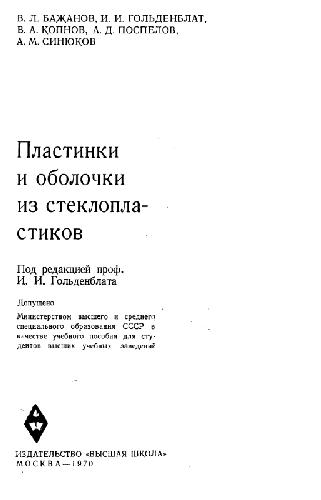 В. Л. БАЖАНОВ, И. И. ГОЛЬДЕНБЛАТ,
В. А. КОПНОВ, А. Д. ПОСПЕЛОВ,
А. М. СИНЮКОВ
Пластинки
и оболочки
из стеклопла-
стиков
Под редакцией проф.
И. И. Гольденблата
Допущено
Министерством высшего и среднего
специального образования СССР в
качестве учебного пособия для сту-
дентов высших учебных заведений
ИЗДАТЕЛЬСТВО «ВЫСШАЯ ШКОЛА»
МОСКВА—1970